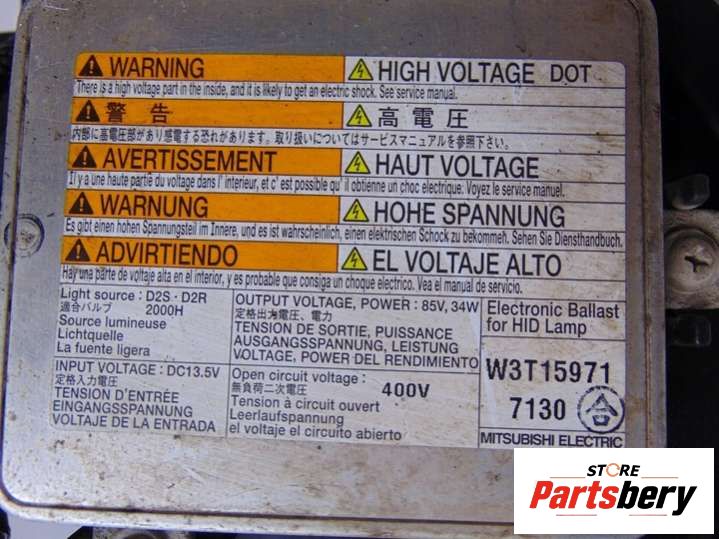 WARNING HIGH VOLTAGE DOT
There is a high voltage part in the inside, and it is likely to get an electric shock. See service manual.
警告 高電圧
内部に高電圧部があり感電する恐れがあります。取り扱いについてはサービスマニュアルを参照下さい。
AVERTISSEMENT HAUT VOLTAGE
Il y a une haute partie du voltage dans l' interieur, et c' est possible qu' il obtienne un choc electrique. Voyez le service manuel.
WARNUNG HOHE SPANNUNG
Es gibt einen hohen Spannungsteil im Innere, und es ist wahrscheinlich, einen elektrischen Schock zu bekommen. Sehen Sie Diensthandbuch.
ADVIRTIENDO EL VOLTAJE ALTO
Hay una parte de voltaje alta en el interior, y es probable que consiga un choque eléctrico. Vea el manual de servicio.
Light source : D2S · D2R
適合バルブ 2000H
Source lumineuse
Lichtquelle
La fuente ligera
OUTPUT VOLTAGE, POWER : 85V, 34W
定格出力電圧、電力
TENSION DE SORTIE, PUISSANCE
AUSGANGSSPANNUNG, LEISTUNG
VOLTAGE, POWER DEL RENDIMIENTO
Electronic Ballast
for HID Lamp
INPUT VOLTAGE : DC13.5V
定格入力電圧
TENSION D'ENTRÉE
EINGANGSSPANNUNG
VOLTAJE DE LA ENTRADA
Open circuit voltage :
無負荷二次電圧 400V
Tension à circuit ouvert
Leerlaufspannung
el voltaje el circuito abierto
W3T15971
7130 合
MITSUBISHI ELECTRIC
STORE
Partsbery